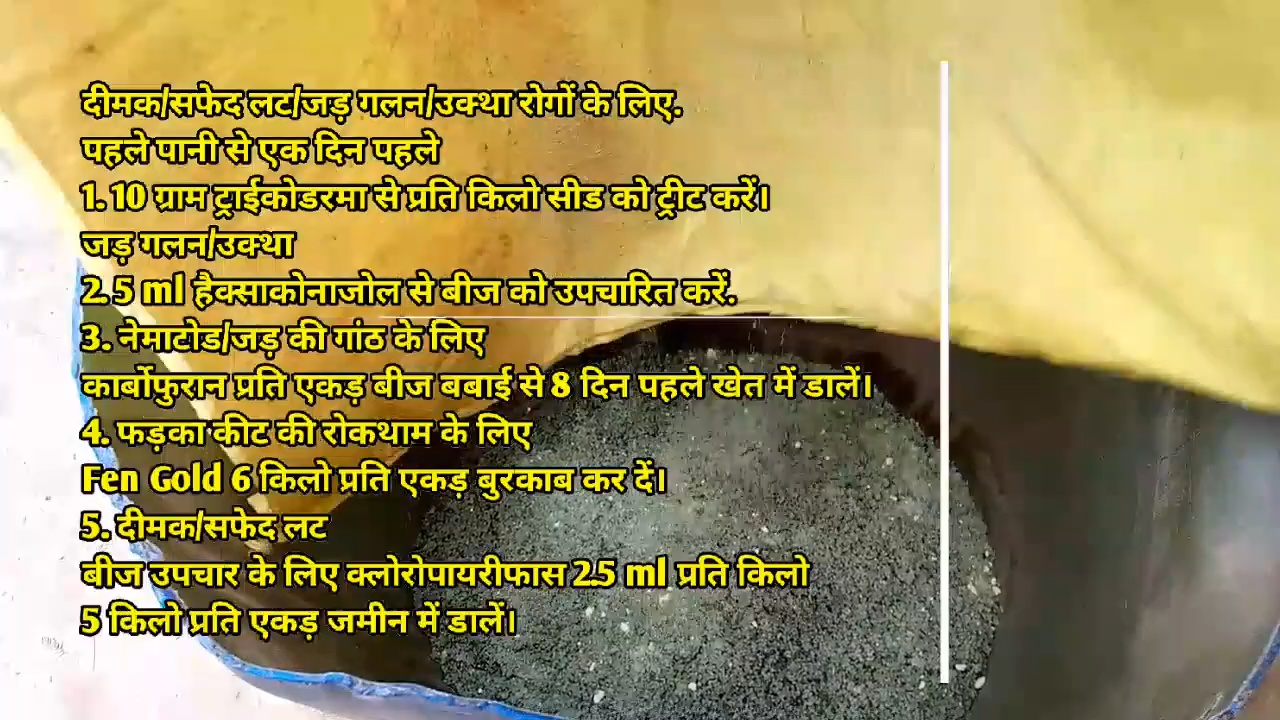 दीमक/सफेद लट/जड़ गलन/उक्था रोगों के लिए.
पहले पानी से एक दिन पहले
1. 10 ग्राम ट्राईकोडरमा से प्रति किलो सीड को ट्रीट करें।
जड़ गलन/उक्था
2. 5 ml हैक्साकोनाजोल से बीज को उपचारित करें.
3. नेमाटोड/जड़ की गांठ के लिए
कार्बोफुरान प्रति एकड़ बीज बबाई से 8 दिन पहले खेत में डालें।
4. फड़का कीट की रोकथाम के लिए
Fen Gold 6 किलो प्रति एकड़ बुरकाब कर दें।
5. दीमक/सफेद लट
बीज उपचार के लिए क्लोरोपायरीफास 2.5 ml प्रति किलो
5 किलो प्रति एकड़ जमीन में डालें।